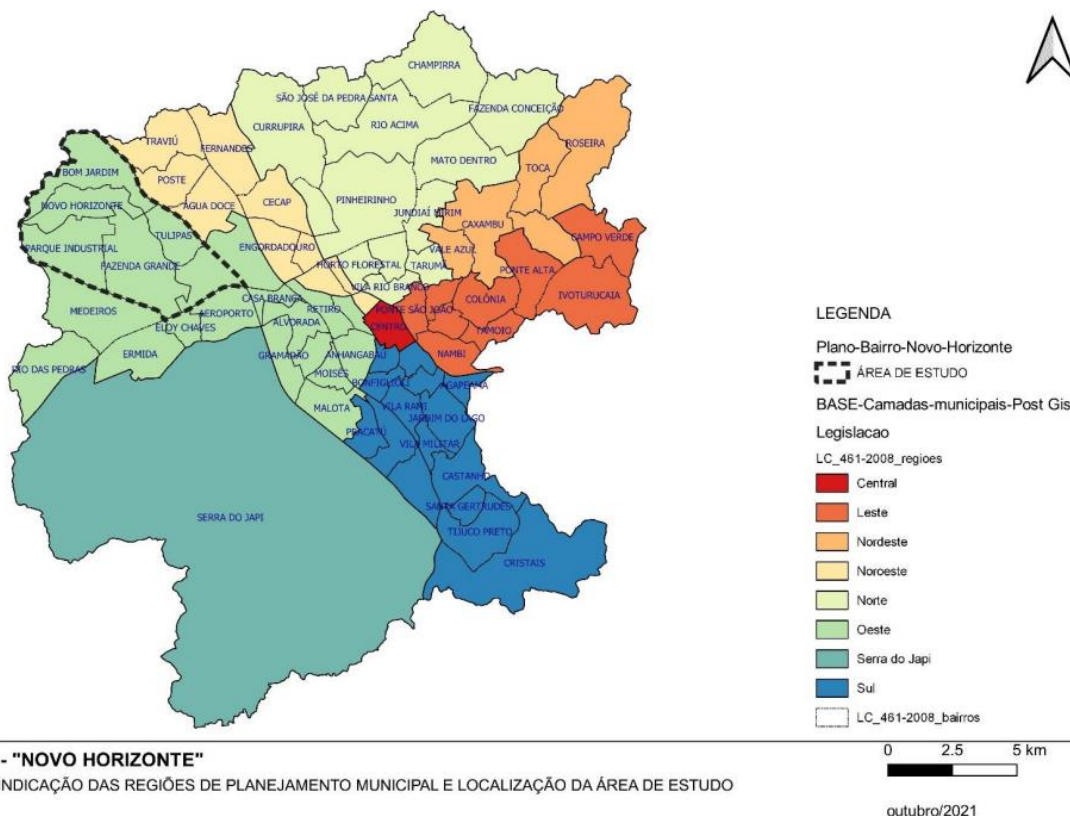 CHAMPIRRA
SÃO JOSÉ DA PEDRA SANTA
FAZENDA CONCEIÇÃO
CURRUPIRA
RIO ACIMA
TRAVIÚ
FERNANDES
ROSEIRA
MATO DENTRO
TOCA
BOM JARDIM
POSTE
PINHEIRINHO
NOVO HORIZONTE
AGUA DOCE
CECAP
JUNDIAÍ MIRIM
CAXAMBU
TULIPAS
CAMPO VERDE
PARQUE INDUSTRIAL
ENGORDADOURO
VALE AZUL
FAZENDA GRANDE
HORTO FLORESTAL
TARUMÃ
PONTE ALTA
VILA RIO BRANCO
CASA BRANCA
COLÔNIA
IVOTURUCAIA
MEDEIROS
AEROPORTO
RETIRO
PONTE SÃO JOÃO
ELOY CHAVES
ALVORADA
CENTRO
TAMOIO
ERMIDA
GRAMADÃO
ANHANGABAÚ
NAMBI
RIO DAS PEDRAS
MOISÉS
BONFIGLIOLI
AGAPEAMA
MALOTA
VILA RAMI
JARDIM DO LAGO
PRACATÚ
VILA MILITAR
CASTANHO
SANTA GERTRUDES
SERRA DO JAPI
TIJUCO PRETO
CRISTAIS
LEGENDA
Plano-Bairro-Novo-Horizonte
ÁREA DE ESTUDO
BASE-Camadas-municipais-Post Gis
Legislacao
LC_461-2008_regioes
Central
Leste
Nordeste
Noroeste
Norte
Oeste
Serra do Japi
Sul
LC_461-2008_bairros
- "NOVO HORIZONTE"
INDICAÇÃO DAS REGIÕES DE PLANEJAMENTO MUNICIPAL E LOCALIZAÇÃO DA ÁREA DE ESTUDO
0 2.5 5 km
outubro/2021